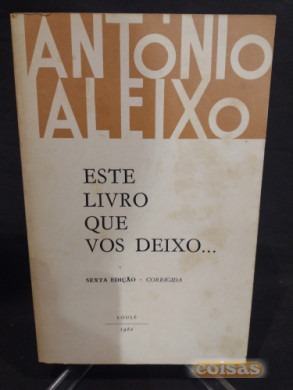 ANTÓNIO
ALEIXO
ESTE
LIVRO
QUE
VOS DEIXO...
SEXTA EDIÇÃO - CORRIGIDA
LOULÉ
coisas